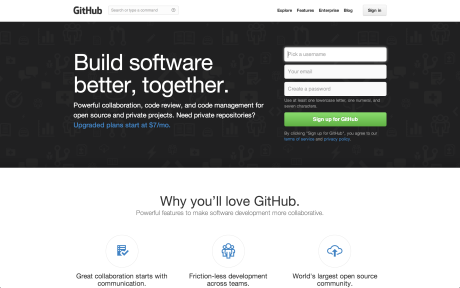 GitHub
Search or type a command
Explore Features Enterprise Blog
Sign in
Build software
better, together.
Powerful collaboration, code review, and code management for
open source and private projects. Need private repositories?
Upgraded plans start at $7/mo.
Pick a username
Your email
Create a password
Use at least one lowercase letter, one numeral, and
seven characters.
Sign up for GitHub
By clicking "Sign up for GitHub", you agree to our
terms of service and privacy policy.
Why you'll love GitHub.
Powerful features to make software development more collaborative.
Great collaboration starts with
communication.
Friction-less development
across teams.
World's largest open source
community.